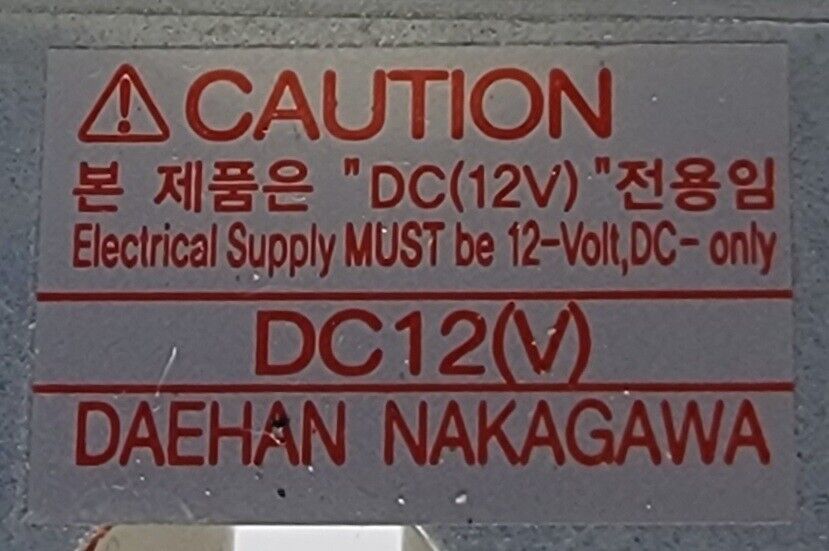 ⚠ CAUTION
본 제품은 "DC(12V)"전용임
Electrical Supply MUST be 12-Volt,DC- only
DC12(V)
DAEHAN NAKAGAWA